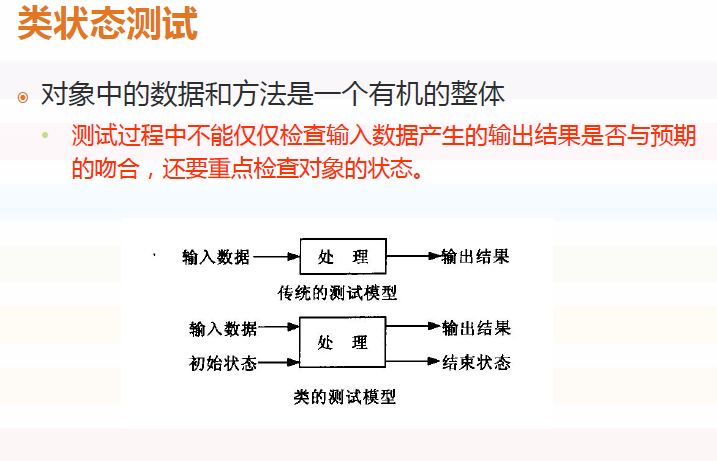 类状态测试
对象中的数据和方法是一个有机的整体
测试过程中不能仅仅检查输入数据产生的输出结果是否与预期
的吻合，还要重点检查对象的状态。
输入数据 处 理 输出结果
传统的测试模型
输入数据 输出结果
处 理
初始状态 结束状态
类的测试模型